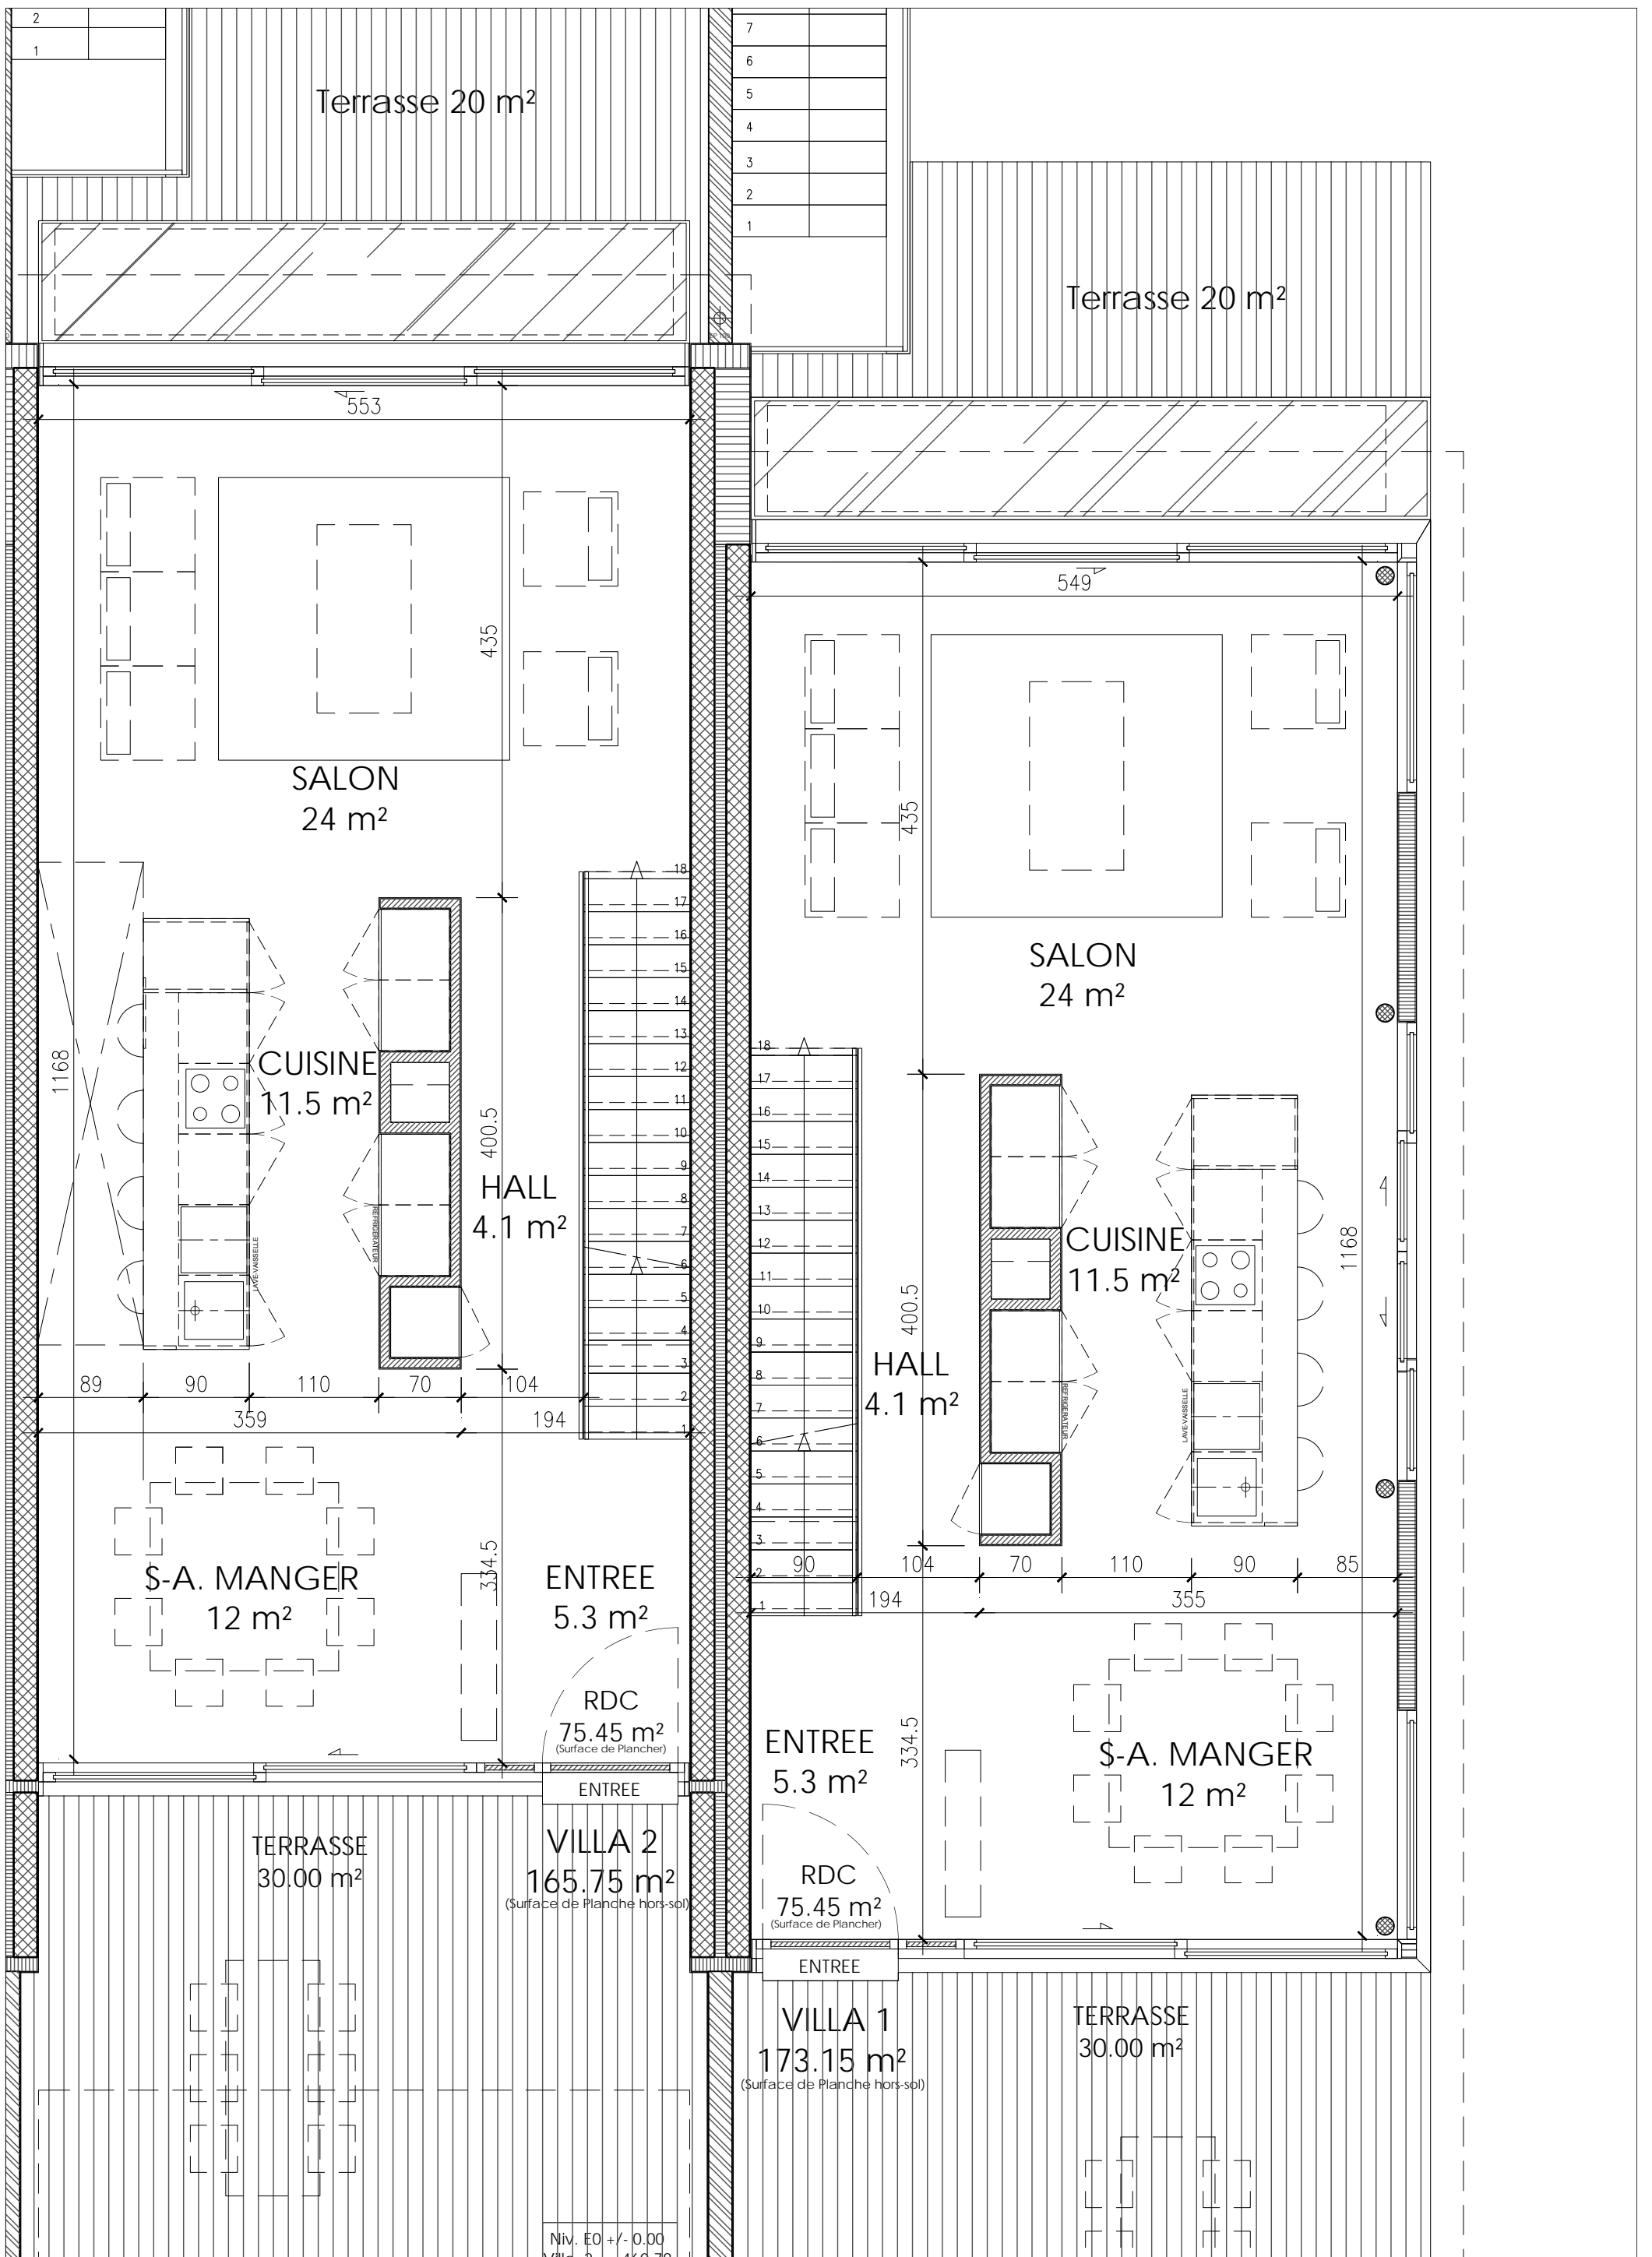 2
1
Terrasse 20 m²
7
6
5
4
3
2
1
Terrasse 20 m²
553
435
SALON
24 m²
549
435
SALON
24 m²
18
17
16
15
14
13
12
11
10
9
8
7
6
5
4
3
2
1
1168
CUISINE
11.5 m²
400.5
HALL
4.1 m²
REFRIGERATEUR
LAVE-VAISSELLE
89
90
110
70
104
359
194
18
17
16
15
14
13
12
11
10
9
8
7
6
5
4
3
2
1
400.5
HALL
4.1 m²
CUISINE
11.5 m²
1168
REFRIGERATEUR
LAVE-VAISSELLE
90
104
70
110
90
85
194
355
S-A. MANGER
12 m²
334.5
ENTREE
5.3 m²
RDC
75.45 m²
(Surface de Plancher)
ENTREE
ENTREE
5.3 m²
334.5
S-A. MANGER
12 m²
RDC
75.45 m²
(Surface de Plancher)
ENTREE
TERRASSE
30.00 m²
VILLA 2
165.75 m²
(Surface de Planche hors-sol)
VILLA 1
173.15 m²
(Surface de Planche hors-sol)
TERRASSE
30.00 m²
Niv. E0 +/- 0.00